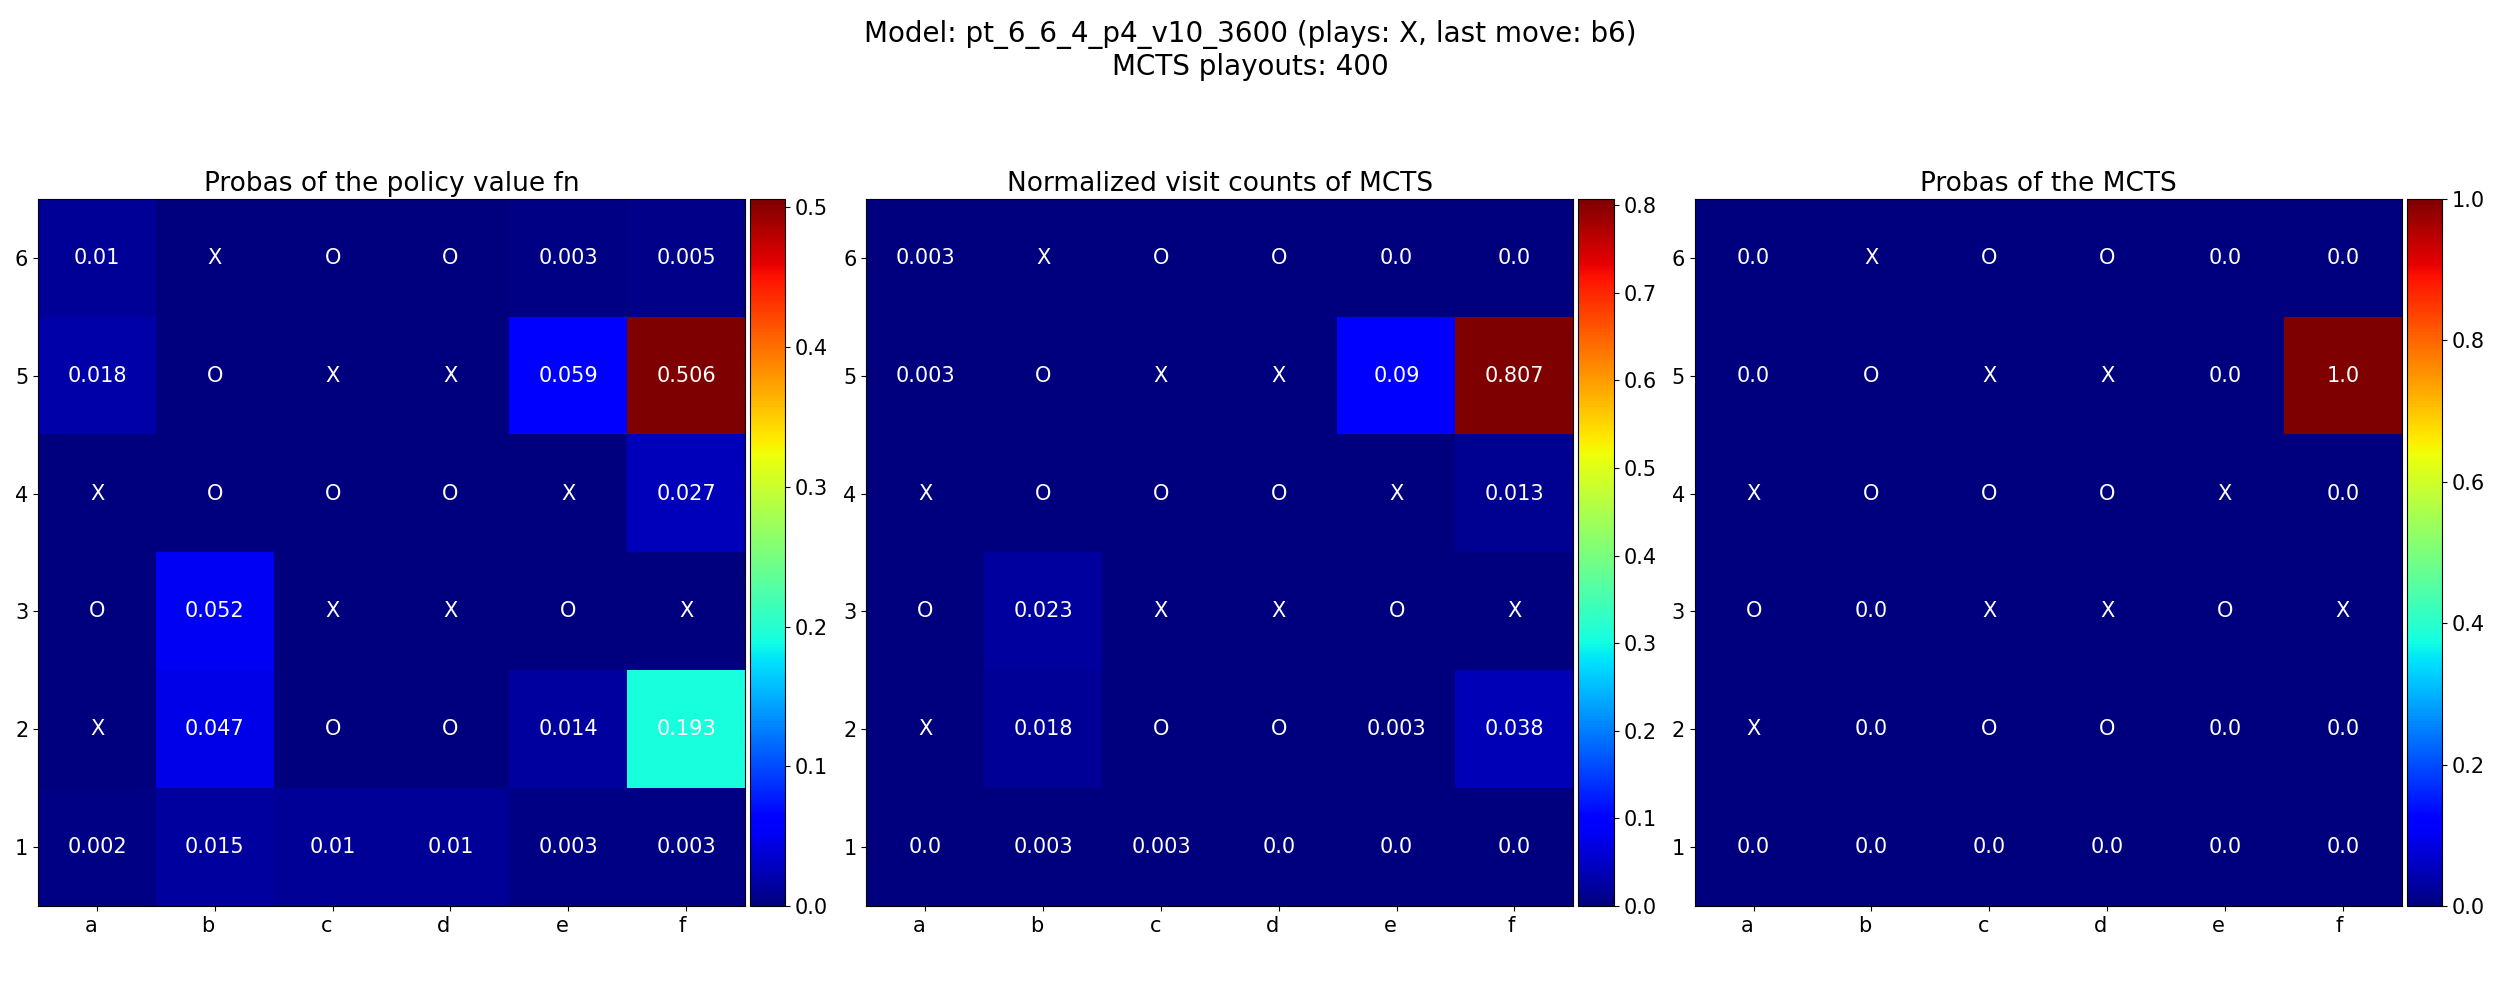 Model: pt_6_6_4_p4_v10_3600 (plays: X, last move: b6)
MCTS playouts: 400
Probas of the policy value fn
6 0.01 X O O 0.003 0.005
5 0.018 O X X 0.059 0.506
4 X O O O X 0.027
3 O 0.052 X X O X
2 X 0.047 O O 0.014 0.193
1 0.002 0.015 0.01 0.01 0.003 0.003
a b c d e f
0.5
0.4
0.3
0.2
0.1
0.0
Normalized visit counts of MCTS
6 0.003 X O O 0.0 0.0
5 0.003 O X X 0.09 0.807
4 X O O O X 0.013
3 O 0.023 X X O X
2 X 0.018 O O 0.003 0.038
1 0.0 0.003 0.003 0.0 0.0 0.0
a b c d e f
0.8
0.7
0.6
0.5
0.4
0.3
0.2
0.1
0.0
Probas of the MCTS
6 0.0 X O O 0.0 0.0
5 0.0 O X X 0.0 1.0
4 X O O O X 0.0
3 O 0.0 X X O X
2 X 0.0 O O 0.0 0.0
1 0.0 0.0 0.0 0.0 0.0 0.0
a b c d e f
1.0
0.8
0.6
0.4
0.2
0.0